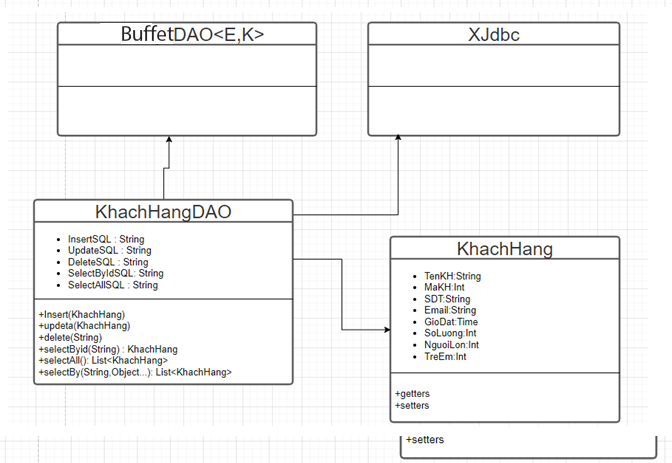 BuffetDAO<E,K>
XJdbc
KhachHangDAO
InsertSQL : String
UpdateSQL : String
DeleteSQL : String
SelectByIdSQL: String
SelectAllSQL : String
+Insert(KhachHang)
+updeta(KhachHang)
+delete(String)
+selectByid(String) : KhachHang
+selectAll(): List<KhachHang>
+selectBy(String,Object...): List<KhachHang>
KhachHang
TenKH:String
MaKH:Int
SDT:String
Email:String
GioDat:Time
SoLuong:Int
NguoiLon:Int
TreEm:Int
+getters
+setters
+setters